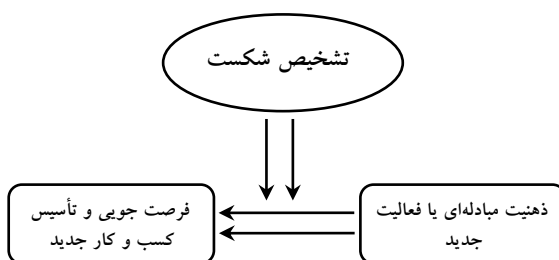 تشخیص شکست
ذهنیت مبادله‌ای یا فعالیت
جدید
فرصت جویی و تأسیس
کسب و کار جدید